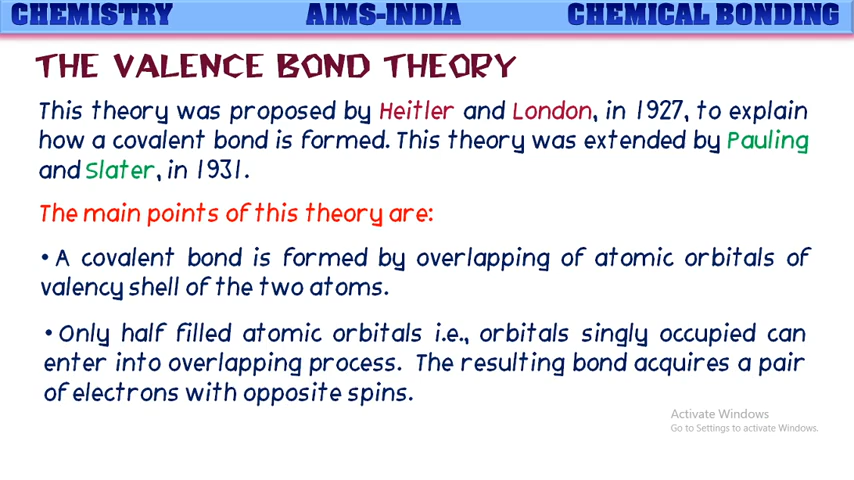 CHEMISTRY AIMS-INDIA CHEMICAL BONDING
THE VALENCE BOND THEORY
This theory was proposed by Heitler and London, in 1927, to explain
how a covalent bond is formed. This theory was extended by Pauling
and Slater, in 1931.
The main points of this theory are:
• A covalent bond is formed by overlapping of atomic orbitals of
valency shell of the two atoms.
• Only half filled atomic orbitals i.e., orbitals singly occupied can
enter into overlapping process. The resulting bond acquires a pair
of electrons with opposite spins.
Activate Windows
Go to Settings to activate Windows.